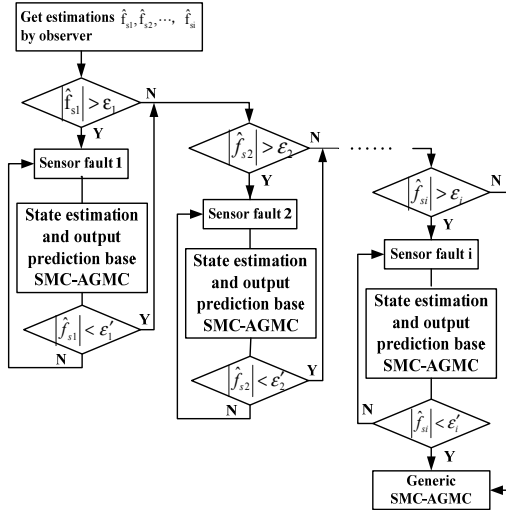 Get estimations f̂s1, f̂s2, ⋯, f̂si
by observer
|f̂s1| > ε1
N
Y
Sensor fault 1
State estimation
and output
prediction base
SMC-AGMC
|f̂s1| < ε′1
Y
N
|f̂s2| > ε2
N
Y
Sensor fault 2
State estimation
and output
prediction base
SMC-AGMC
|f̂s2| < ε′2
Y
N
......
|f̂si| > εi
N
Y
Sensor fault i
State estimation
and output
prediction base
SMC-AGMC
|f̂si| < ε′i
N
Y
Generic
SMC-AGMC